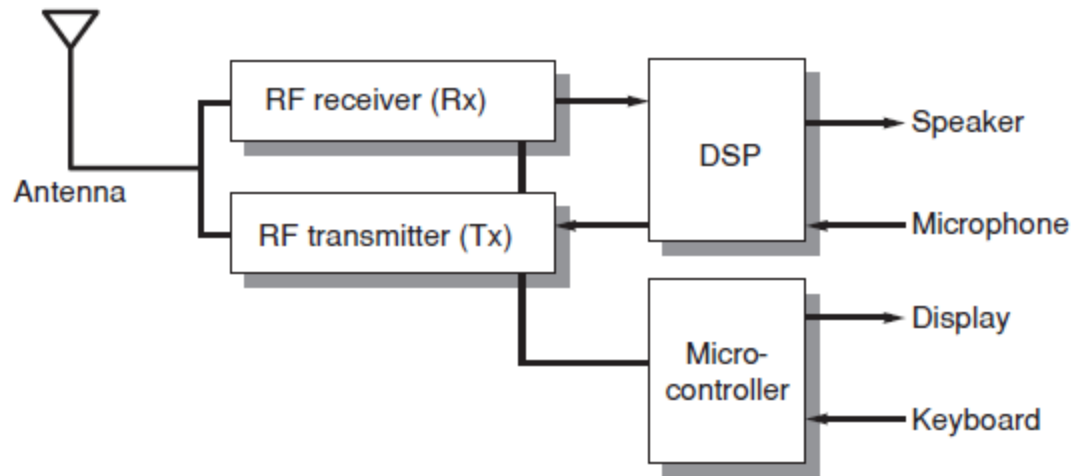 RF receiver (Rx)
DSP
Speaker
Antenna
RF transmitter (Tx)
Microphone
Micro-
controller
Display
Keyboard